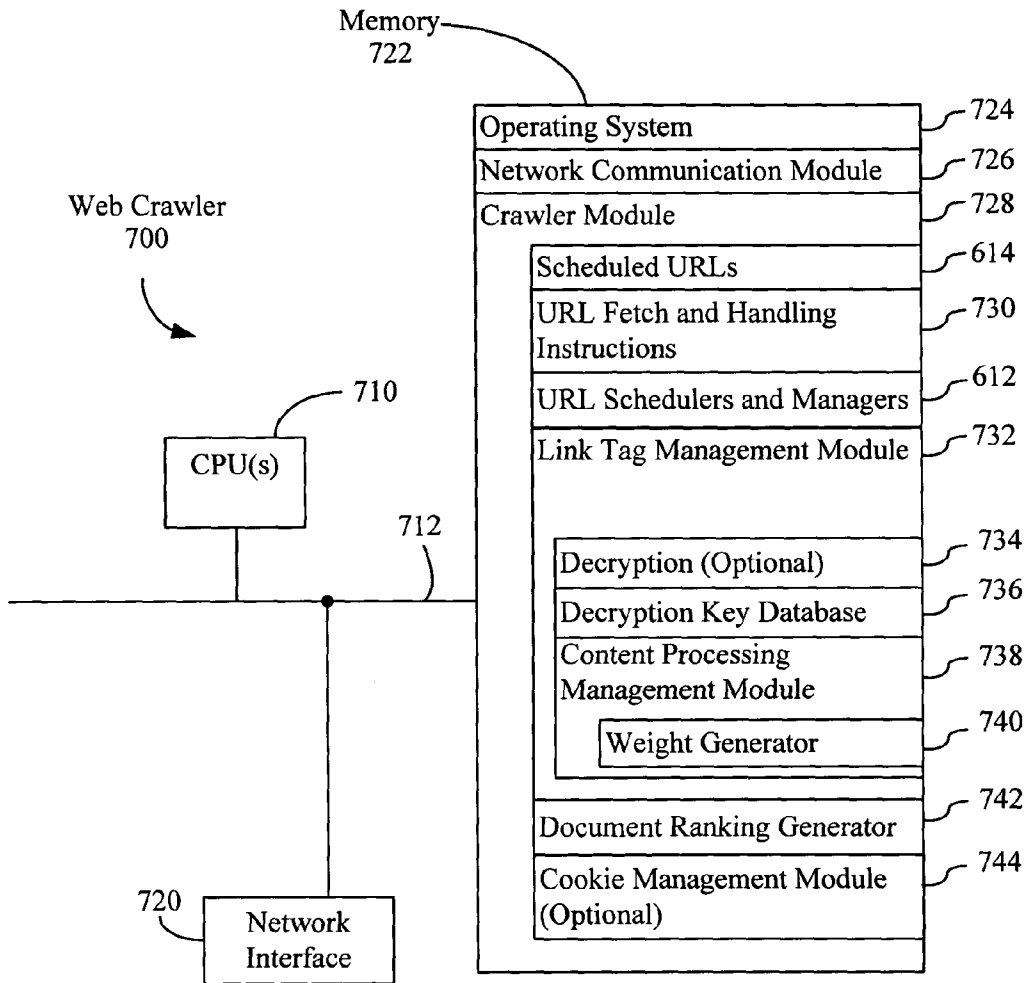 Memory
722
Operating System
724
Network Communication Module
726
Crawler Module
728
Web Crawler
700
Scheduled URLs
614
URL Fetch and Handling
Instructions
730
URL Schedulers and Managers
612
Link Tag Management Module
732
710
CPU(s)
712
Decryption (Optional)
734
Decryption Key Database
736
Content Processing
Management Module
738
Weight Generator
740
Document Ranking Generator
742
Cookie Management Module
(Optional)
744
720
Network
Interface